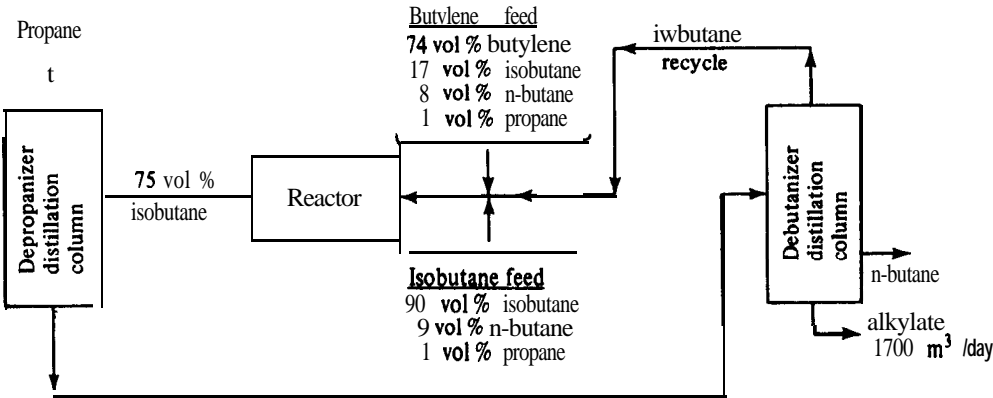 Propane
t
Depropanizer
distillation
column
75 vol %
isobutane
Reactor
Butvlene feed
74 vol % butylene
17 vol % isobutane
8 vol % n-butane
1 vol % propane
Isobutane feed
90 vol % isobutane
9 vol % n-butane
1 vol % propane
iwbutane
recycle
Debutanizer
distillation
column
n-butane
alkylate
1700 m³ /day